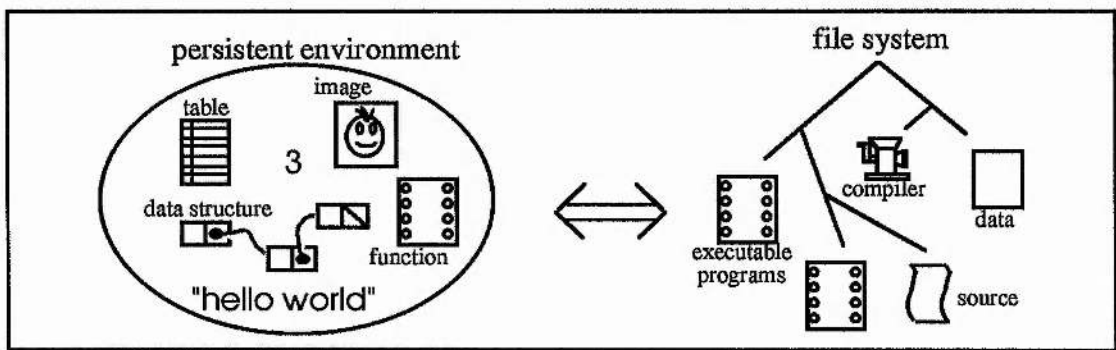 persistent environment
file system
image
table
3
compiler
data structure
data
function
executable
programs
source
"hello world"